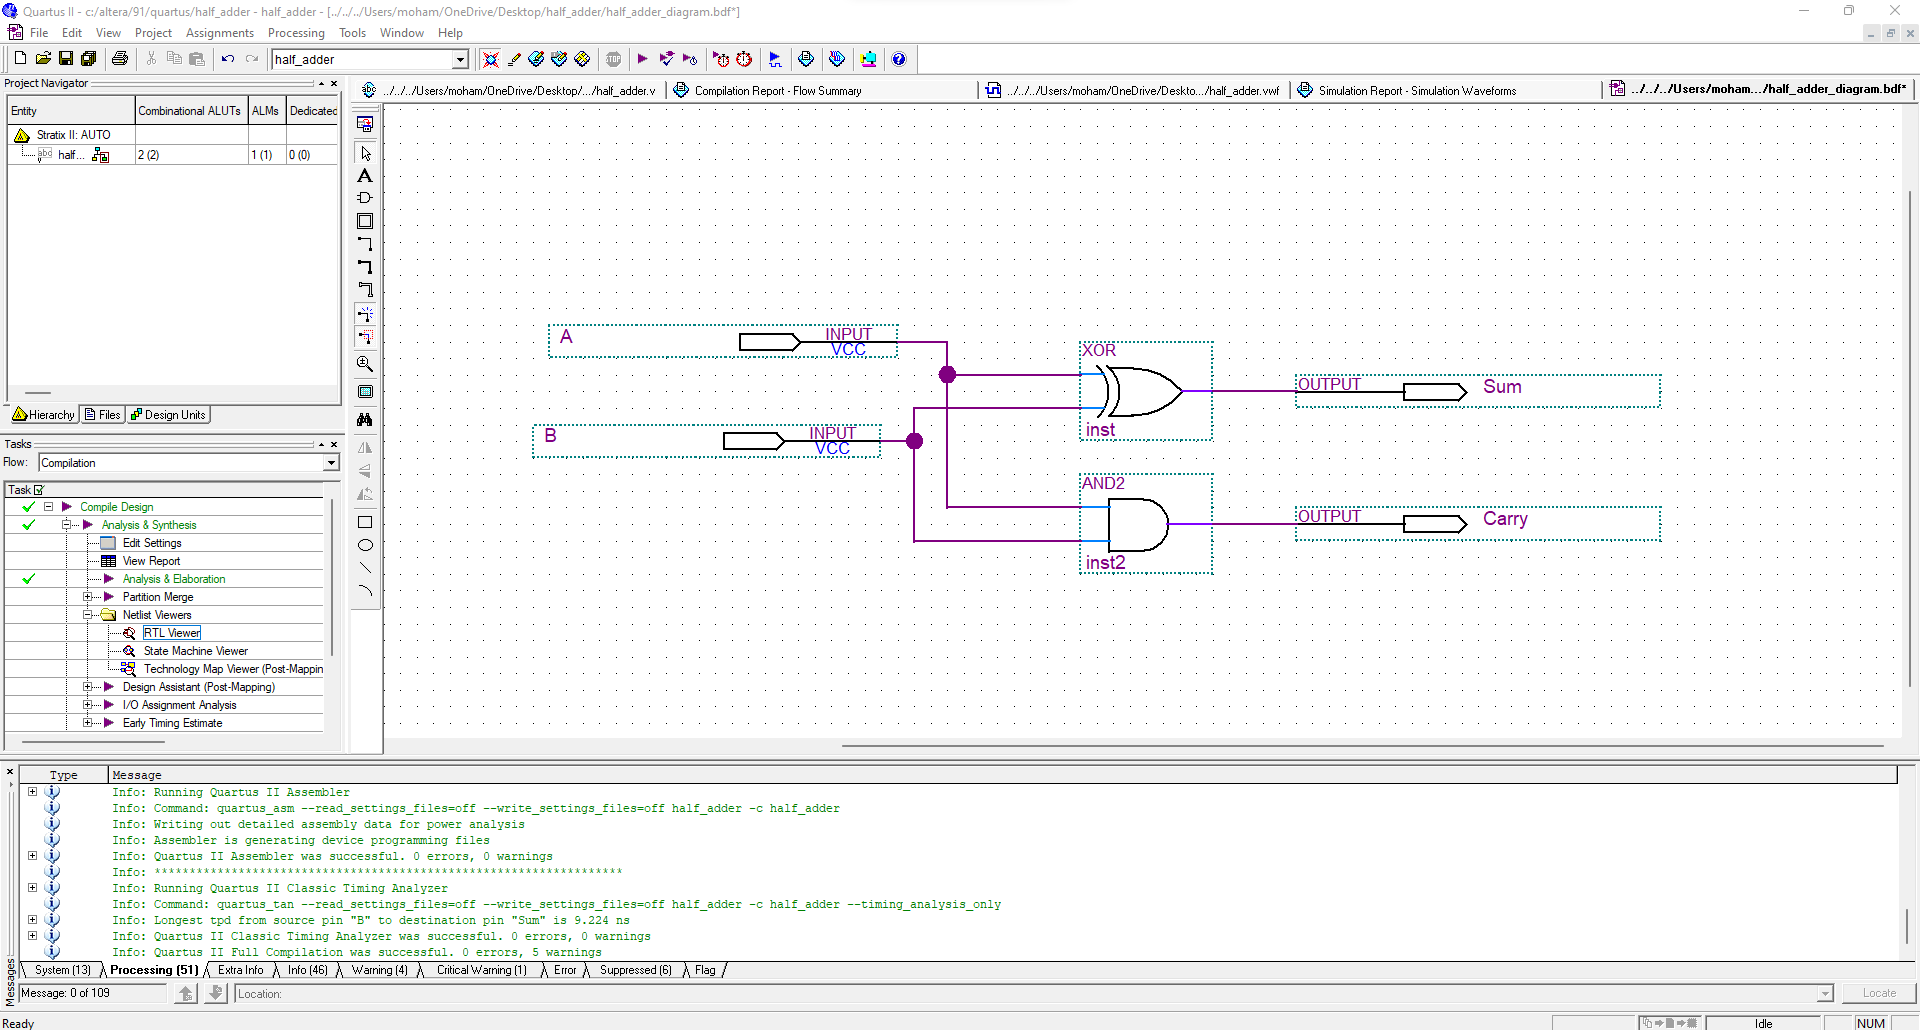 Quartus II - c:/altera/91/quartus/half_adder - half_adder - [../../../Users/moham/OneDrive/Desktop/half_adder/half_adder_diagram.bdf*]
File Edit View Project Assignments Processing Tools Window Help
half_adder
Project Navigator
Entity Combinational ALUTs ALMs Dedicated
Stratix II: AUTO
half... 2 (2) 1 (1) 0 (0)
Hierarchy Files Design Units
Tasks
Flow: Compilation
Task
Compile Design
Analysis & Synthesis
Edit Settings
View Report
Analysis & Elaboration
Partition Merge
Netlist Viewers
RTL Viewer
State Machine Viewer
Technology Map Viewer (Post-Mappin
Design Assistant (Post-Mapping)
I/O Assignment Analysis
Early Timing Estimate
../../../Users/moham/OneDrive/Desktop/.../half_adder.v
Compilation Report - Flow Summary
../../../Users/moham/OneDrive/Deskto.../half_adder.vwf
Simulation Report - Simulation Waveforms
../../../Users/moham.../half_adder_diagram.bdf*
A INPUT
VCC
B INPUT
VCC
XOR
inst
OUTPUT Sum
AND2
inst2
OUTPUT Carry
Type Message
Info: Running Quartus II Assembler
Info: Command: quartus_asm --read_settings_files=off --write_settings_files=off half_adder -c half_adder
Info: Writing out detailed assembly data for power analysis
Info: Assembler is generating device programming files
Info: Quartus II Assembler was successful. 0 errors, 0 warnings
Info: *******************************************************************
Info: Running Quartus II Classic Timing Analyzer
Info: Command: quartus_tan --read_settings_files=off --write_settings_files=off half_adder -c half_adder --timing_analysis_only
Info: Longest tpd from source pin "B" to destination pin "Sum" is 9.224 ns
Info: Quartus II Classic Timing Analyzer was successful. 0 errors, 0 warnings
Info: Quartus II Full Compilation was successful. 0 errors, 5 warnings
System (13) Processing (51) Extra Info Info (46) Warning (4) Critical Warning (1) Error Suppressed (6) Flag
Messages
Message: 0 of 109 Location: Locate
Ready Idle NUM